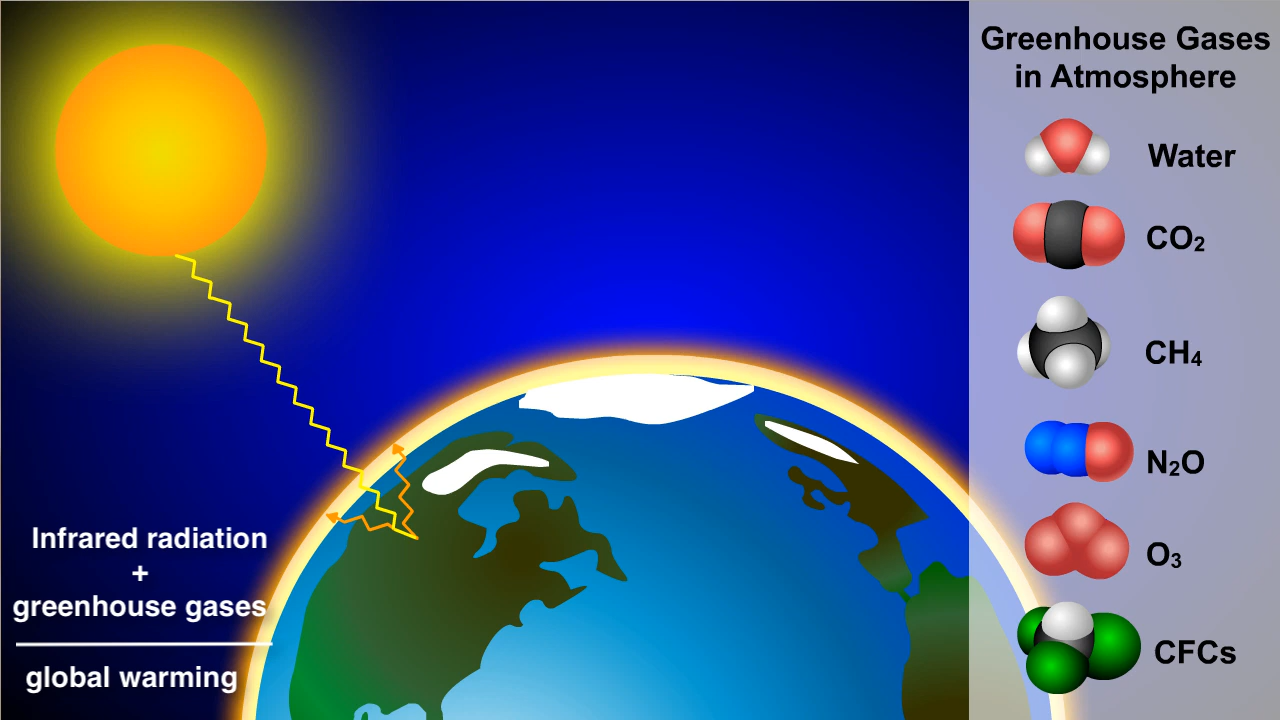 Greenhouse Gases
in Atmosphere
Water
CO₂
CH₄
N₂O
O₃
CFCs
Infrared radiation
+
greenhouse gases
global warming